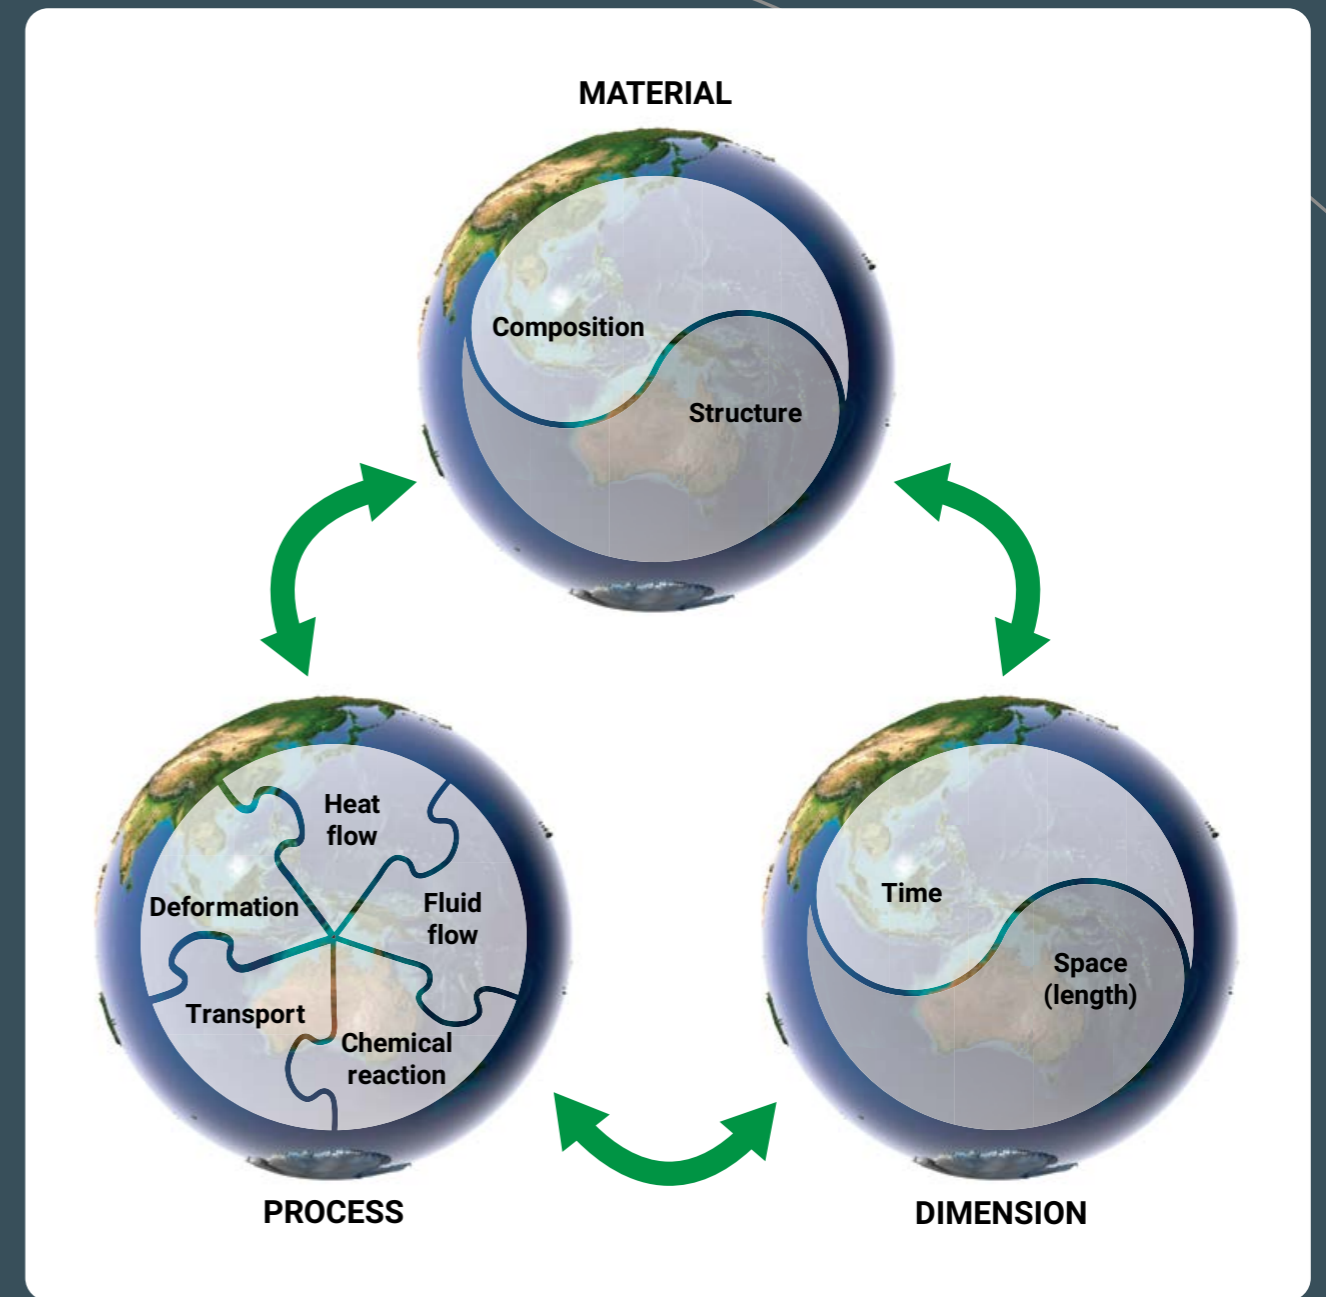 MATERIAL
Composition
Structure
Heat
flow
Deformation
Fluid
flow
Transport
Chemical
reaction
Time
Space
(length)
PROCESS
DIMENSION